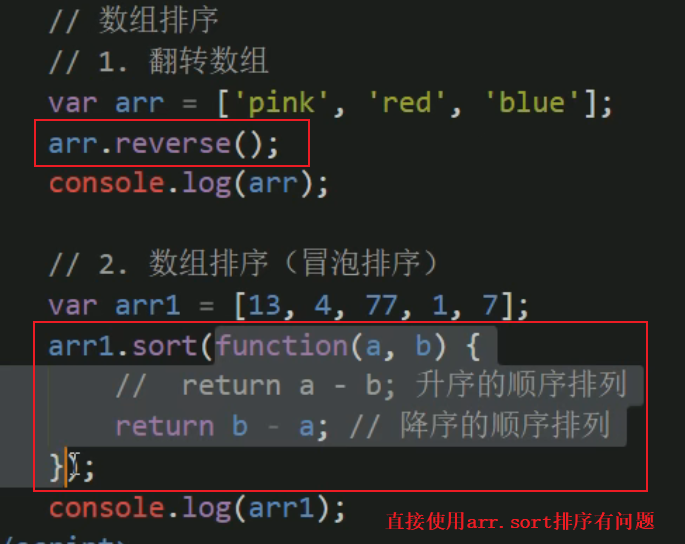 // 数组排序
// 1. 翻转数组
var arr = ['pink', 'red', 'blue'];
arr.reverse();
console.log(arr);
// 2. 数组排序（冒泡排序）
var arr1 = [13, 4, 77, 1, 7];
arr1.sort(function(a, b) {
//  return a - b; 升序的顺序排列
return b - a; // 降序的顺序排列
});
console.log(arr1);
直接使用arr.sort排序有问题
/script>